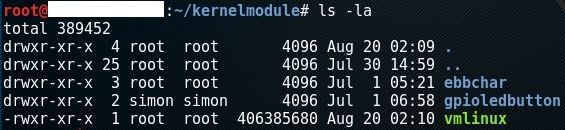 root@ :~/kernelmodule# ls -la
total 389452
drwxr-xr-x  4 root  root       4096 Aug 20 02:09 .
drwxr-xr-x 25 root  root       4096 Jul 30 14:59 ..
drwxr-xr-x  3 root  root       4096 Jul  1 05:21 ebbchar
drwxr-xr-x  2 simon simon      4096 Jul  1 06:58 gpioledbutton
-rwxr-xr-x  1 root  root  406385680 Aug 20 02:10 vmlinux